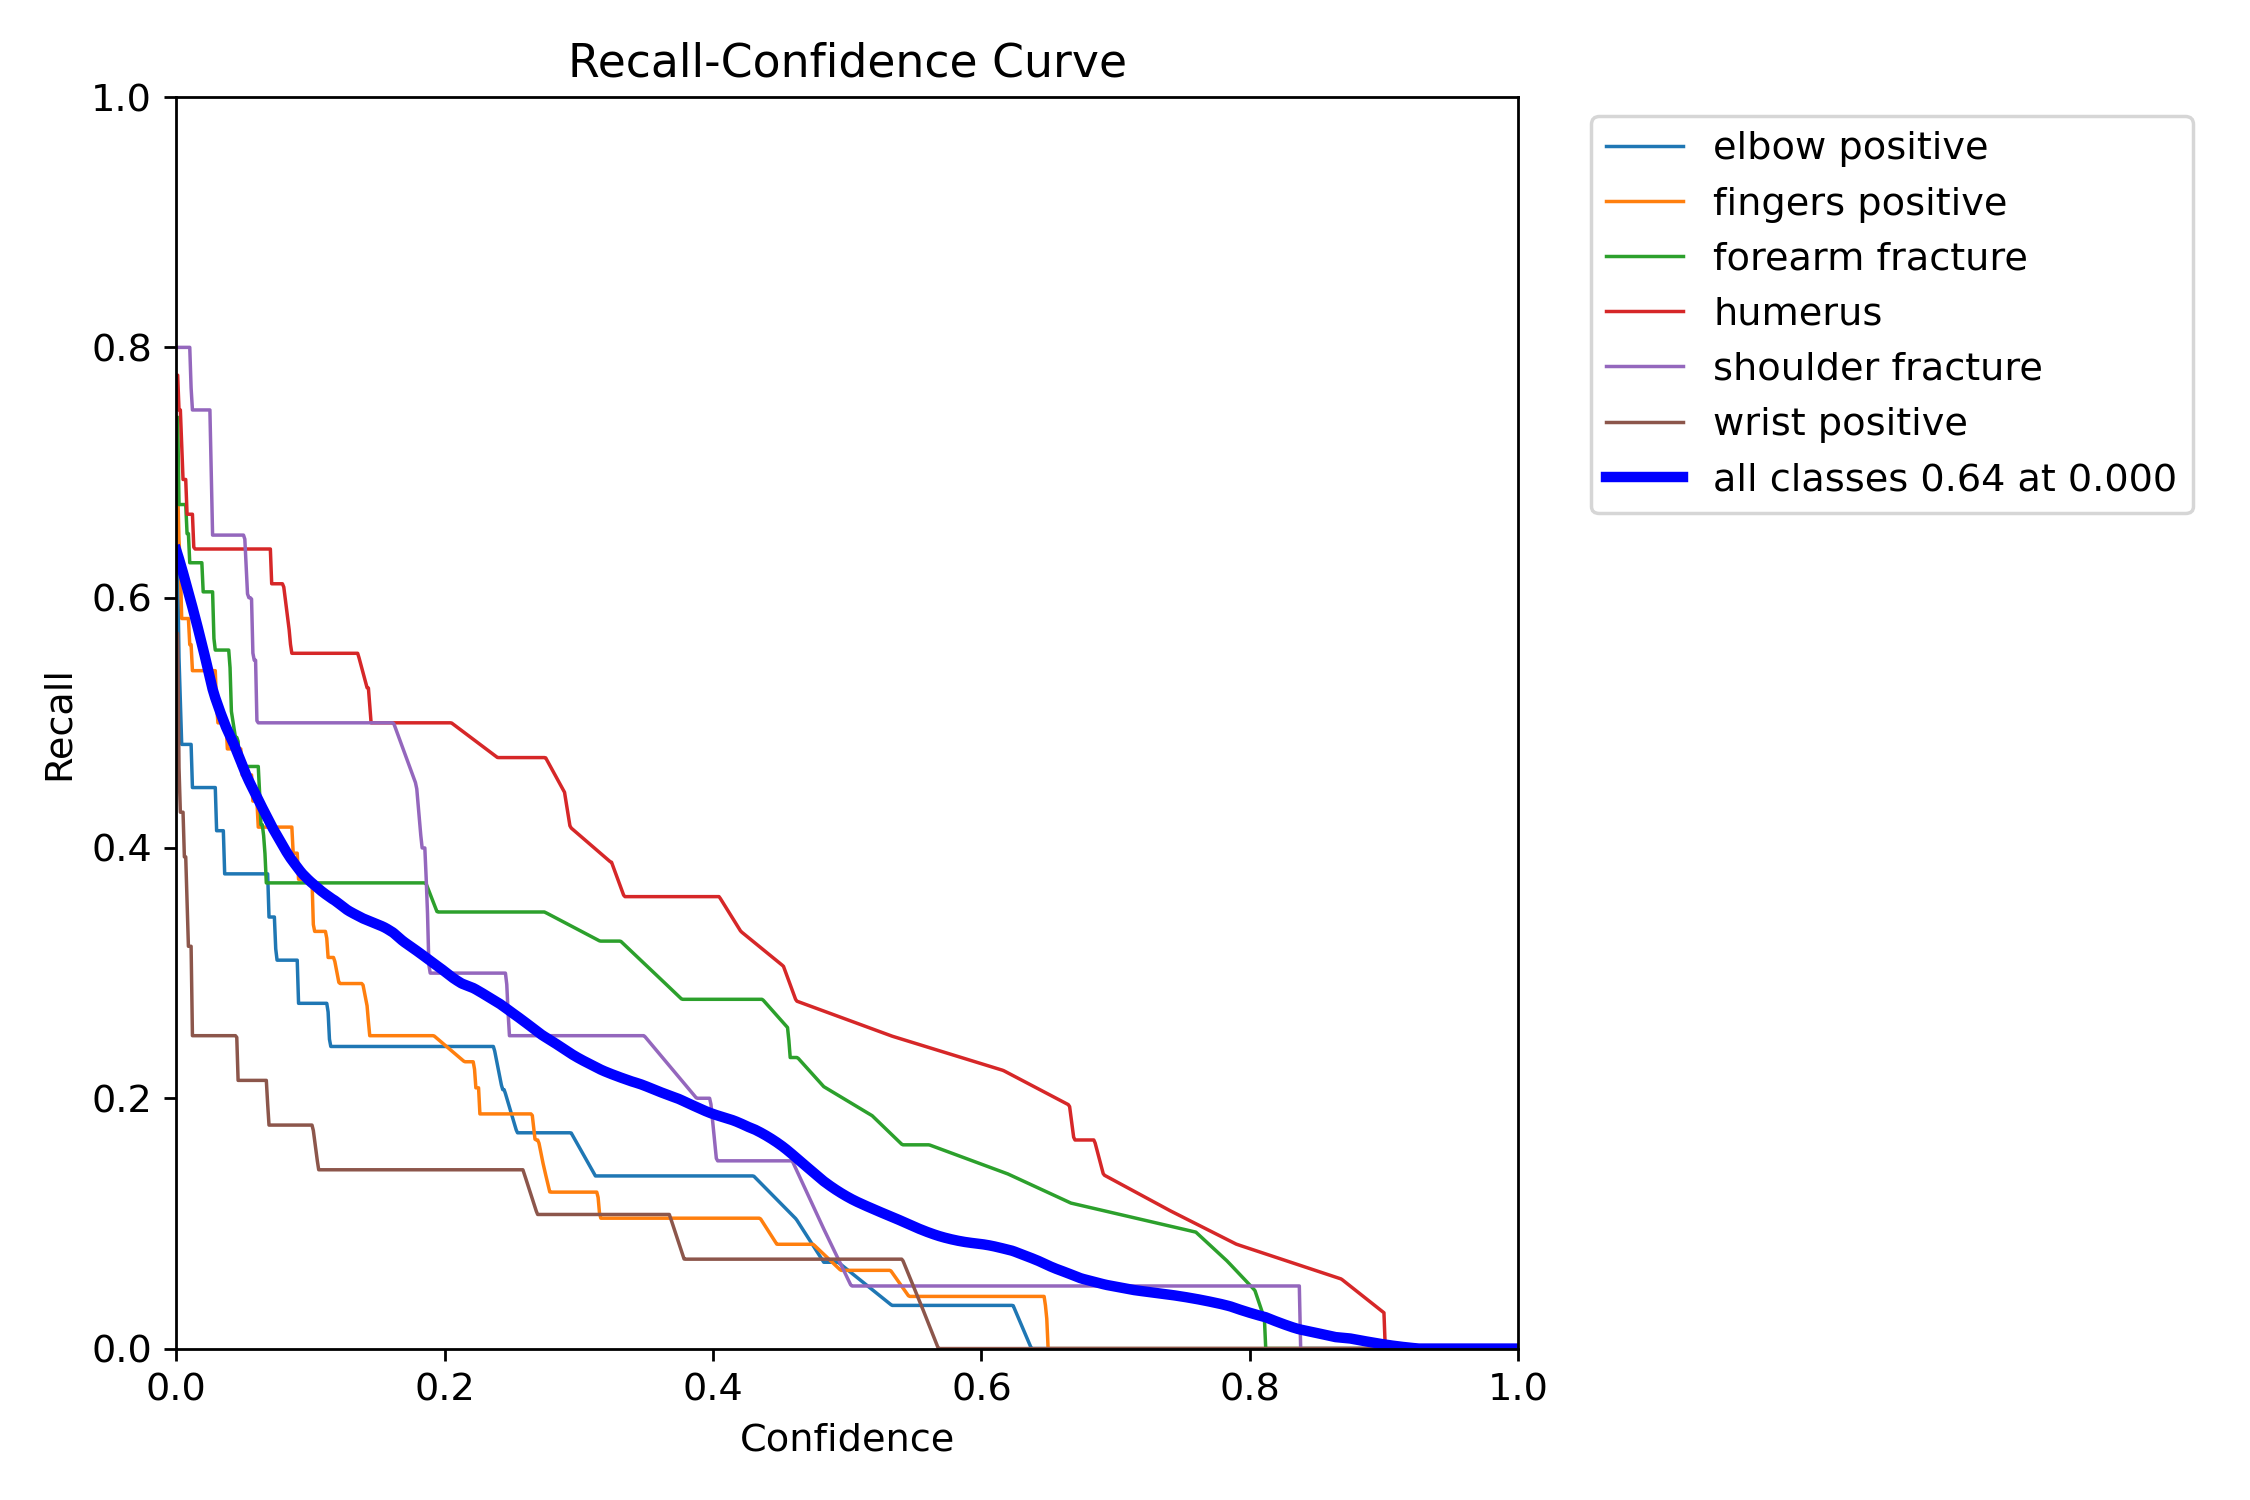 Recall-Confidence Curve
1.0
0.8
0.6
0.4
0.2
0.0
Recall
0.0 0.2 0.4 0.6 0.8 1.0
Confidence
elbow positive
fingers positive
forearm fracture
humerus
shoulder fracture
wrist positive
all classes 0.64 at 0.000